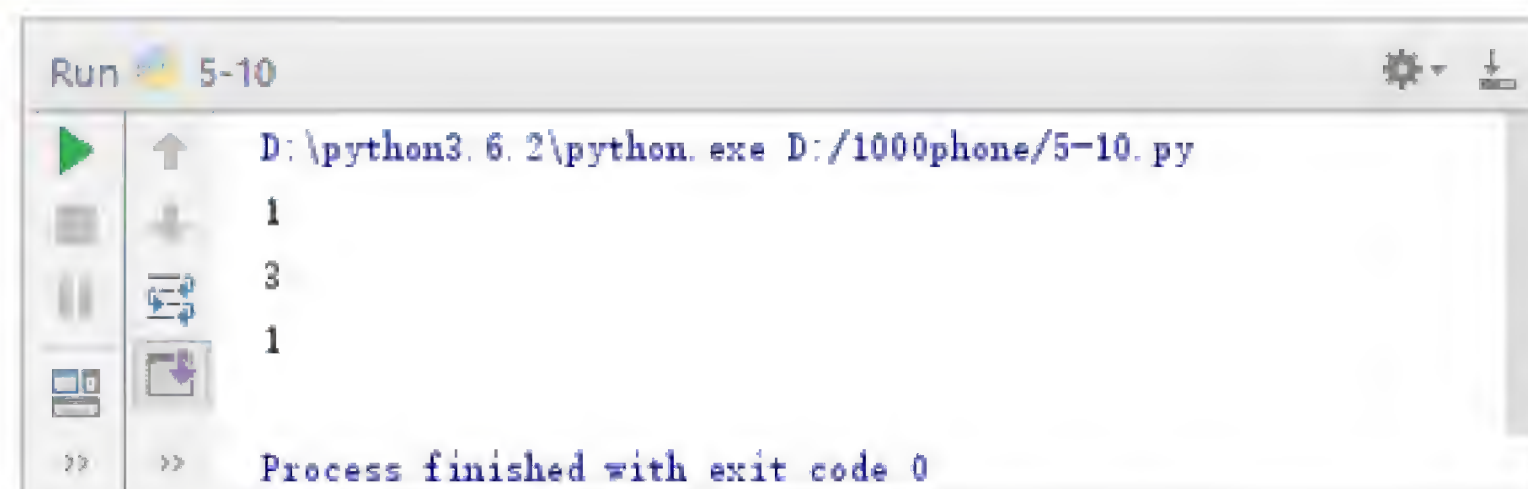 Run 5-10
D:\python3.6.2\python.exe D:/1000phone/5-10.py
1
3
1
Process finished with exit code 0